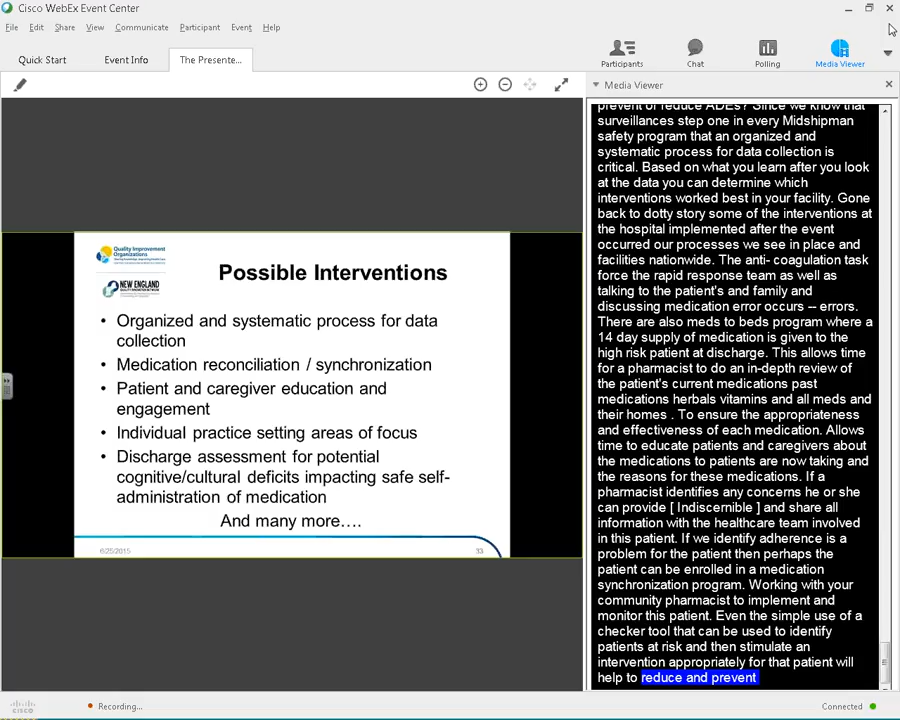 Cisco WebEx Event Center
File Edit Share View Communicate Participant Event Help
Quick Start Event Info The Presente...
Participants Chat Polling Media Viewer
Media Viewer
Quality Improvement
Organizations
NEW ENGLAND
Possible Interventions
• Organized and systematic process for data
collection
• Medication reconciliation / synchronization
• Patient and caregiver education and
engagement
• Individual practice setting areas of focus
• Discharge assessment for potential
cognitive/cultural deficits impacting safe self-
administration of medication
And many more….
6/25/2015 33
prevent or reduce ADEs? Since we know that
surveillances step one in every Midshipman
safety program that an organized and
systematic process for data collection is
critical. Based on what you learn after you look
at the data you can determine which
interventions worked best in your facility. Gone
back to dotty story some of the interventions at
the hospital implemented after the event
occurred our processes we see in place and
facilities nationwide. The anti- coagulation task
force the rapid response team as well as
talking to the patient's and family and
discussing medication error occurs -- errors.
There are also meds to beds program where a
14 day supply of medication is given to the
high risk patient at discharge. This allows time
for a pharmacist to do an in-depth review of
the patient's current medications past
medications herbals vitamins and all meds and
their homes . To ensure the appropriateness
and effectiveness of each medication. Allows
time to educate patients and caregivers about
the medications to patients are now taking and
the reasons for these medications. If a
pharmacist identifies any concerns he or she
can provide [ Indiscernible ] and share all
information with the healthcare team involved
in this patient. If we identify adherence is a
problem for the patient then perhaps the
patient can be enrolled in a medication
synchronization program. Working with your
community pharmacist to implement and
monitor this patient. Even the simple use of a
checker tool that can be used to identify
patients at risk and then stimulate an
intervention appropriately for that patient will
help to reduce and prevent
cisco Recording... Connected